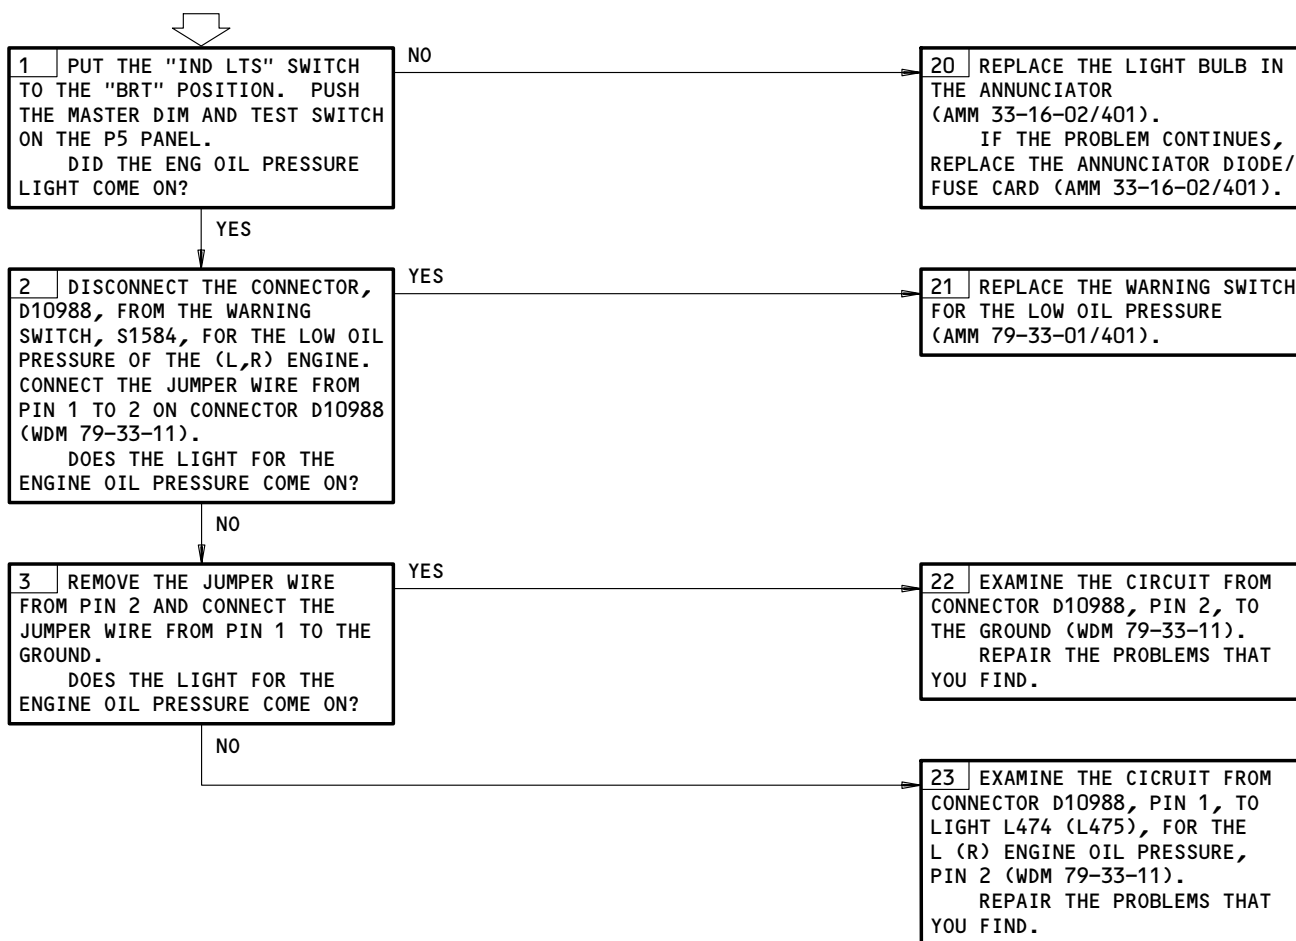 1 PUT THE "IND LTS" SWITCH
TO THE "BRT" POSITION. PUSH
THE MASTER DIM AND TEST SWITCH
ON THE P5 PANEL.
DID THE ENG OIL PRESSURE
LIGHT COME ON?
NO
20 REPLACE THE LIGHT BULB IN
THE ANNUNCIATOR
(AMM 33-16-02/401).
IF THE PROBLEM CONTINUES,
REPLACE THE ANNUNCIATOR DIODE/
FUSE CARD (AMM 33-16-02/401).
YES
2 DISCONNECT THE CONNECTOR,
D10988, FROM THE WARNING
SWITCH, S1584, FOR THE LOW OIL
PRESSURE OF THE (L,R) ENGINE.
CONNECT THE JUMPER WIRE FROM
PIN 1 TO 2 ON CONNECTOR D10988
(WDM 79-33-11).
DOES THE LIGHT FOR THE
ENGINE OIL PRESSURE COME ON?
YES
21 REPLACE THE WARNING SWITCH
FOR THE LOW OIL PRESSURE
(AMM 79-33-01/401).
NO
3 REMOVE THE JUMPER WIRE
FROM PIN 2 AND CONNECT THE
JUMPER WIRE FROM PIN 1 TO THE
GROUND.
DOES THE LIGHT FOR THE
ENGINE OIL PRESSURE COME ON?
YES
22 EXAMINE THE CIRCUIT FROM
CONNECTOR D10988, PIN 2, TO
THE GROUND (WDM 79-33-11).
REPAIR THE PROBLEMS THAT
YOU FIND.
NO
23 EXAMINE THE CICRUIT FROM
CONNECTOR D10988, PIN 1, TO
LIGHT L474 (L475), FOR THE
L (R) ENGINE OIL PRESSURE,
PIN 2 (WDM 79-33-11).
REPAIR THE PROBLEMS THAT
YOU FIND.